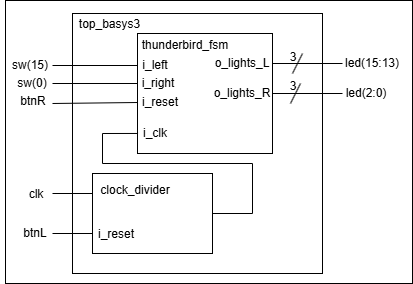 top_basys3
thunderbird_fsm
sw(15) i_left o_lights_L 3 led(15:13)
sw(0) i_right
btnR i_reset o_lights_R 3 led(2:0)
i_clk
clk clock_divider
btnL i_reset